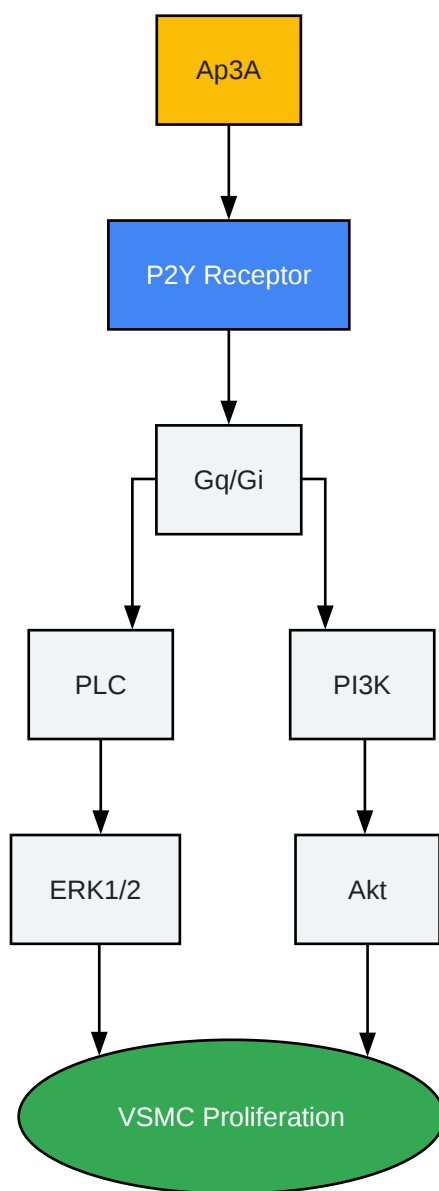 Ap3A
P2Y Receptor
Gq/Gi
PLC
PI3K
ERK1/2
Akt
VSMC Proliferation